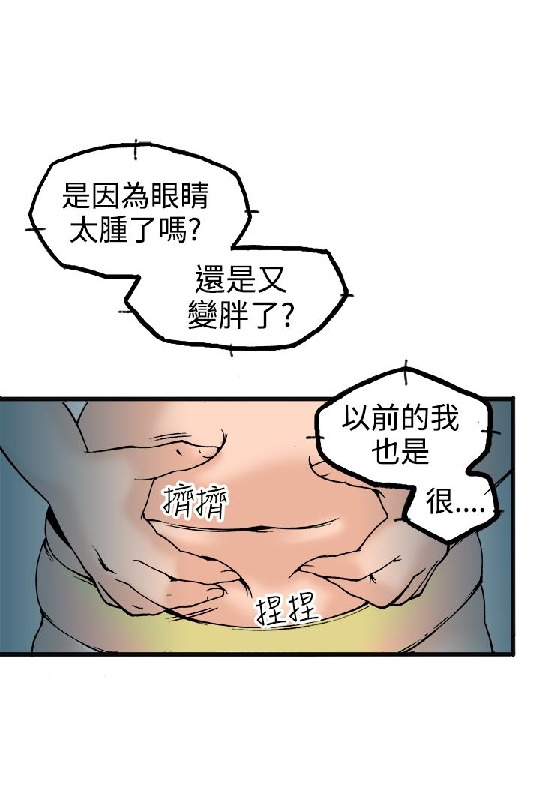 是因為眼睛
太腫了嗎?
還是又
變胖了?
以前的我
也是
很....
擠擠
捏捏